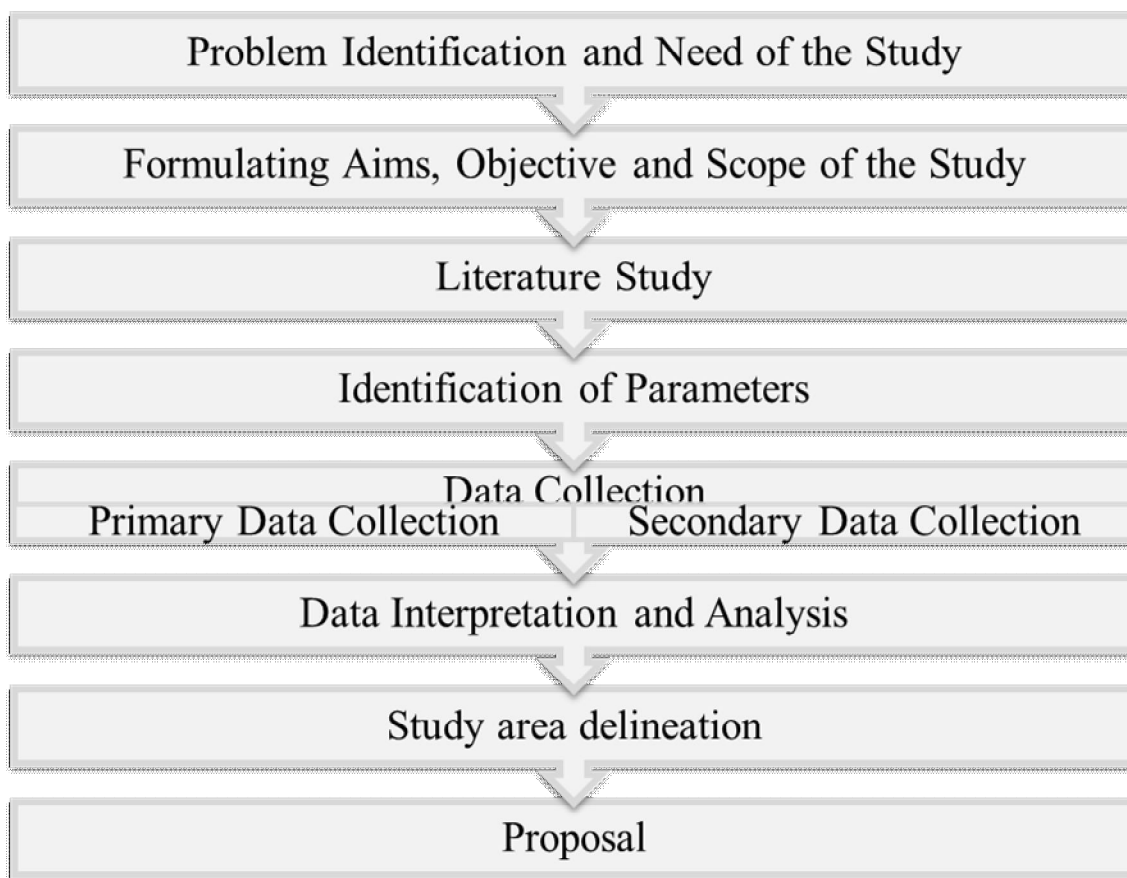 Problem Identification and Need of the Study
Formulating Aims, Objective and Scope of the Study
Literature Study
Identification of Parameters
Data Collection
Primary Data Collection
Secondary Data Collection
Data Interpretation and Analysis
Study area delineation
Proposal